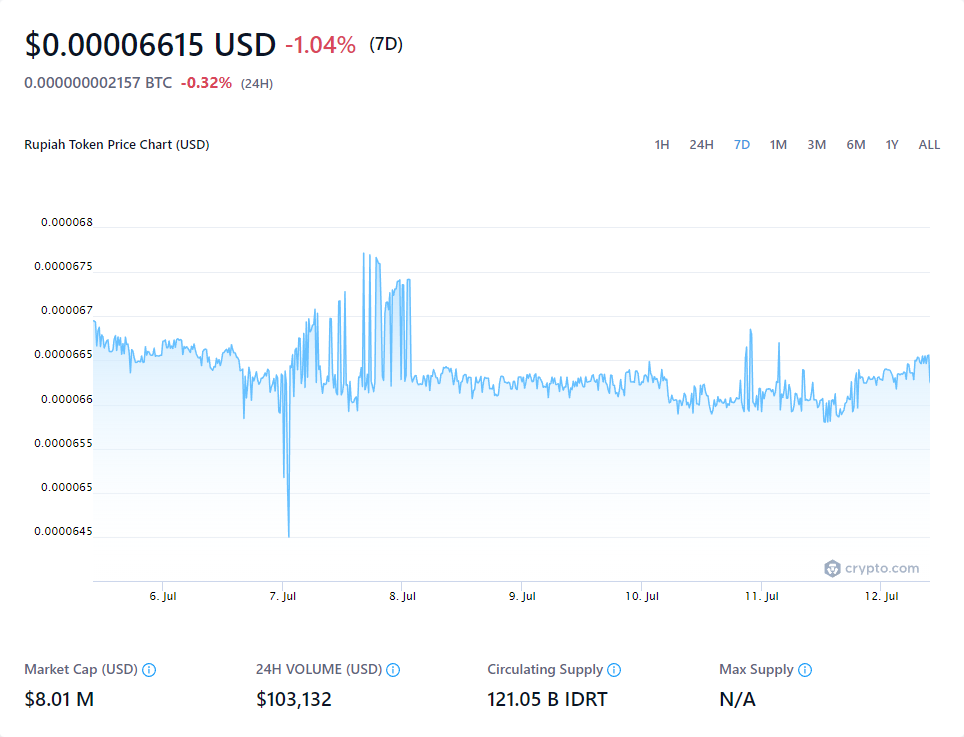 $0.00006615 USD -1.04% (7D)
0.000000002157 BTC -0.32% (24H)
Rupiah Token Price Chart (USD)
1H 24H 7D 1M 3M 6M 1Y ALL
0.000068
0.0000675
0.000067
0.0000665
0.000066
0.0000655
0.000065
0.0000645
crypto.com
6. Jul 7. Jul 8. Jul 9. Jul 10. Jul 11. Jul 12. Jul
Market Cap (USD) 24H VOLUME (USD) Circulating Supply Max Supply
$8.01 M $103,132 121.05 B IDRT N/A